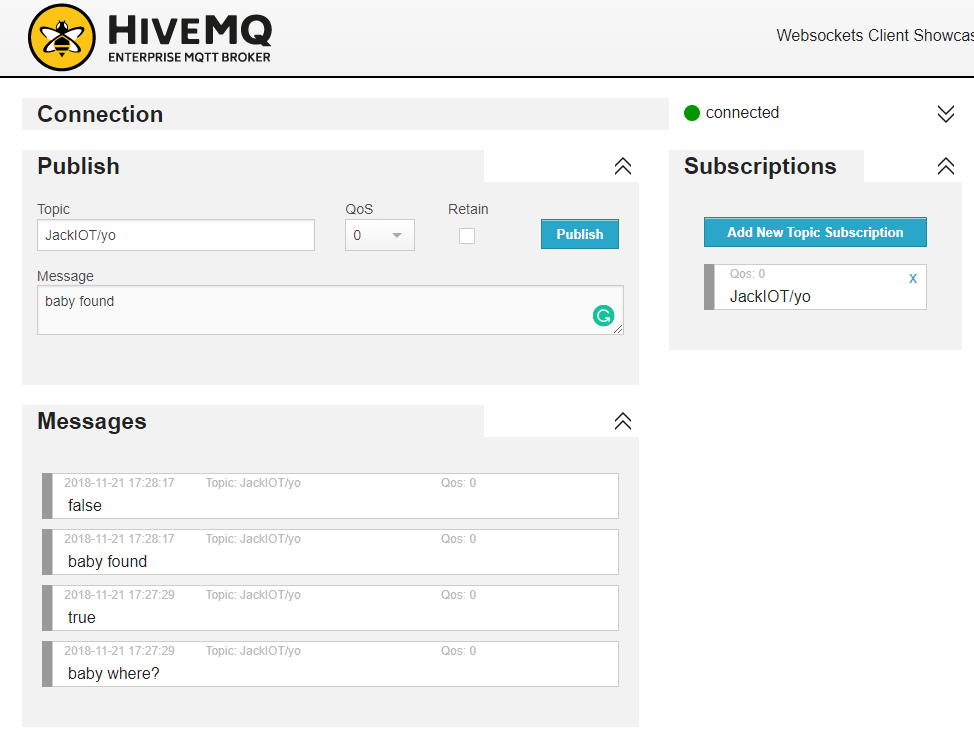 HIVEMQ
ENTERPRISE MQTT BROKER
Websockets Client Showcas
Connection
connected
Publish
Topic
QoS
Retain
JackIOT/yo
0
Publish
Message
baby found
Subscriptions
Add New Topic Subscription
Qos: 0
x
JackIOT/yo
Messages
2018-11-21 17:28:17 Topic: JackIOT/yo Qos: 0
false
2018-11-21 17:28:17 Topic: JackIOT/yo Qos: 0
baby found
2018-11-21 17:27:29 Topic: JackIOT/yo Qos: 0
true
2018-11-21 17:27:29 Topic: JackIOT/yo Qos: 0
baby where?